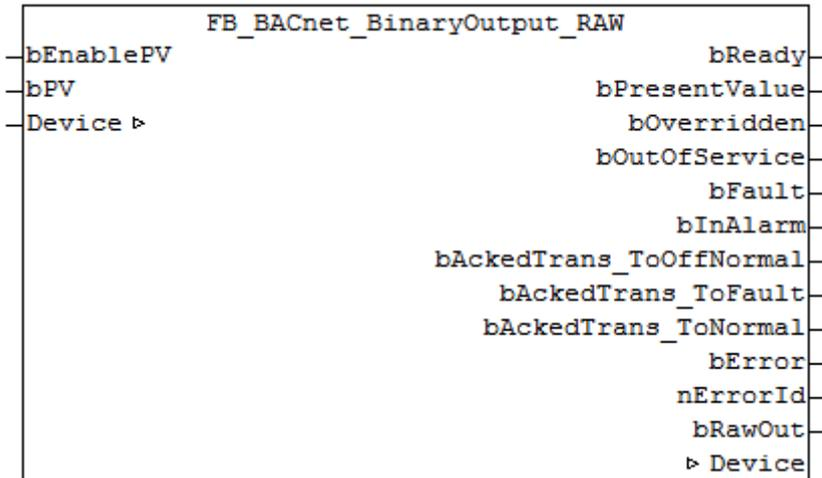 FB_BACnet_BinaryOutput_RAW
bEnablePV bReady
bPV bPresentValue
Device bOverridden
bOutOfService
bFault
bInAlarm
bAckedTrans_ToOffNormal
bAckedTrans_ToFault
bAckedTrans_ToNormal
bError
nErrorId
bRawOut
Device